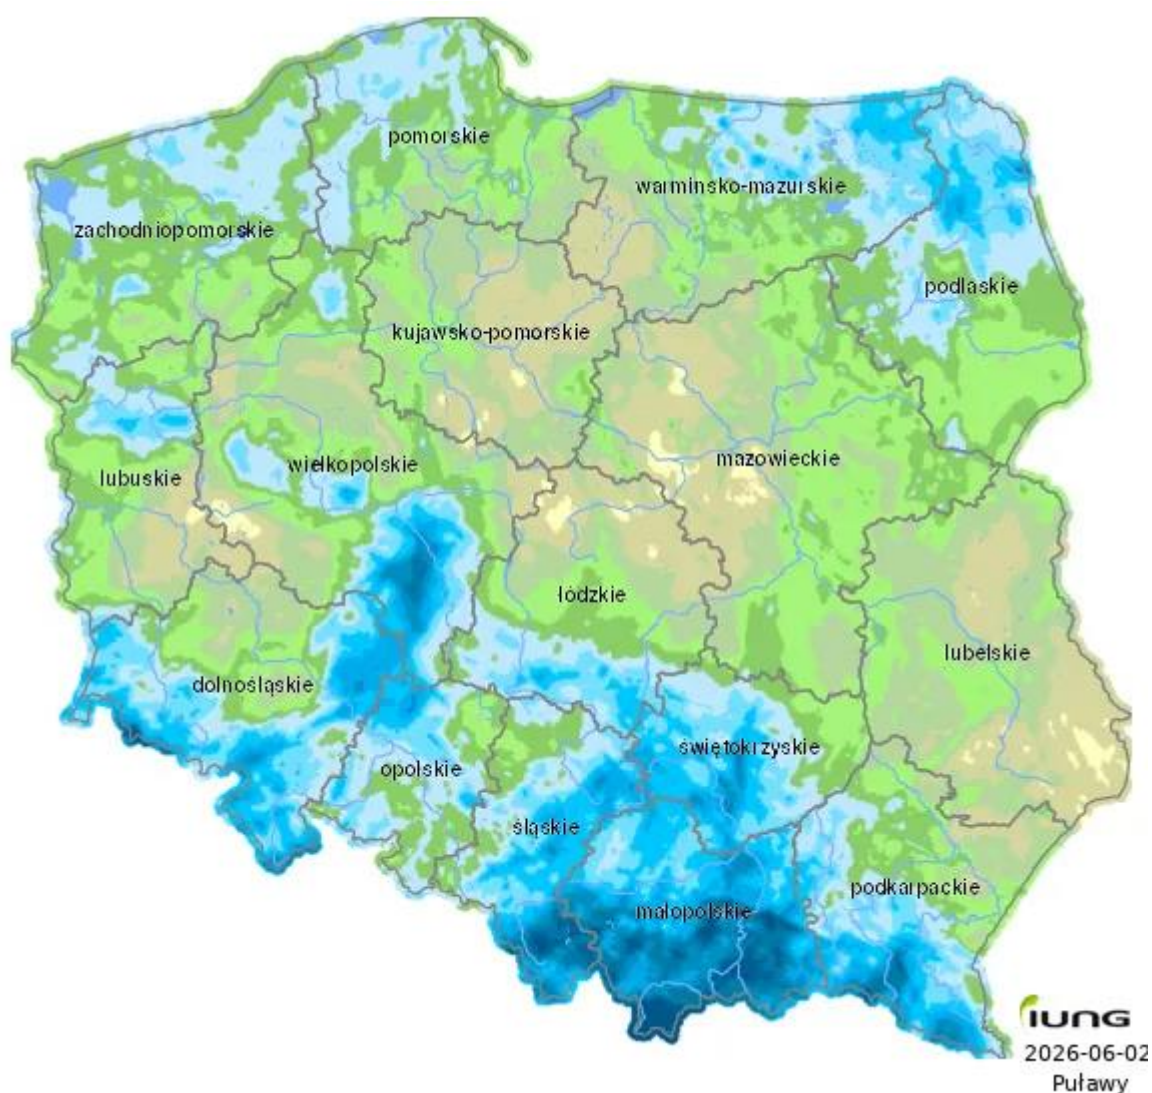 pomorskie
warminsko-mazurskie
zachodniopomorskie
podlaskie
kujawsko-pomorskie
mazowieckie
wielkopolskie
lubuskie
łódzkie
lubelskie
dolnośląskie
świętokrzyskie
opolskie
śląskie
podkarpackie
małopolskie
IUNG
2026-06-02
Puławy